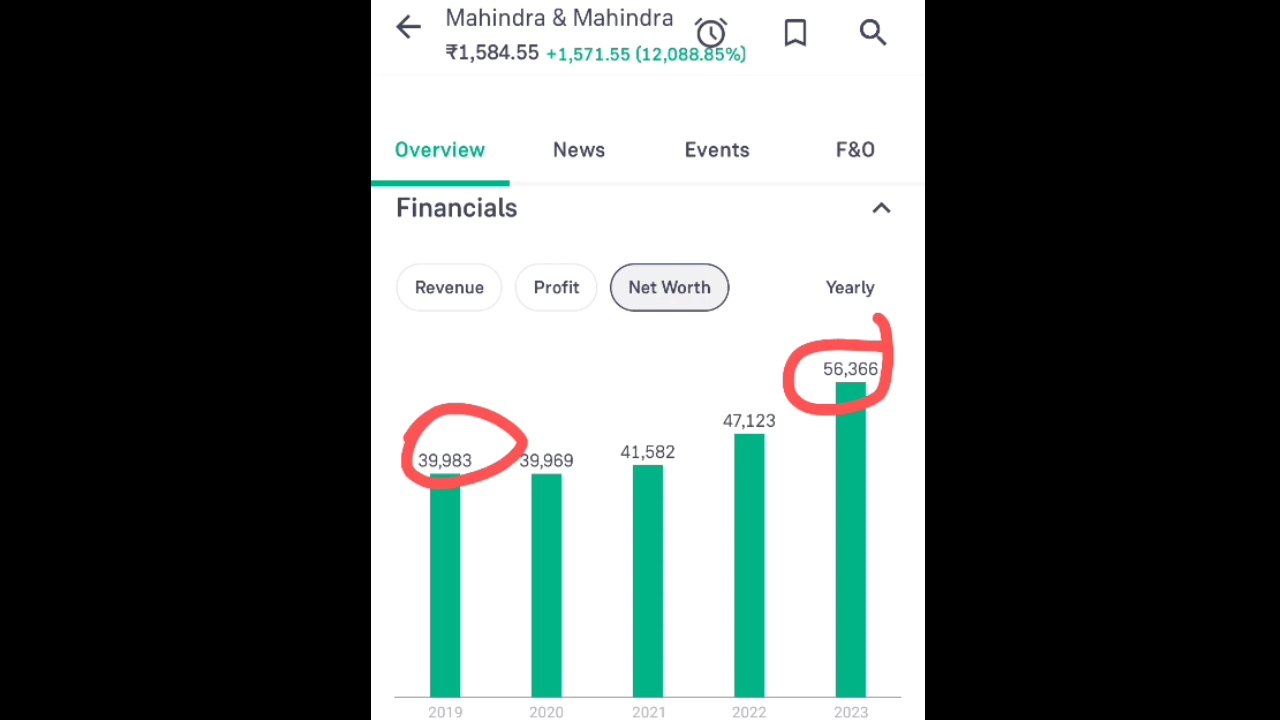 Mahindra & Mahindra
₹1,584.55 +1,571.55 (12,088.85%)
Overview News Events F&O
Financials
Revenue Profit Net Worth Yearly
56,366
47,123
41,582
39,983 39,969
2019 2020 2021 2022 2023